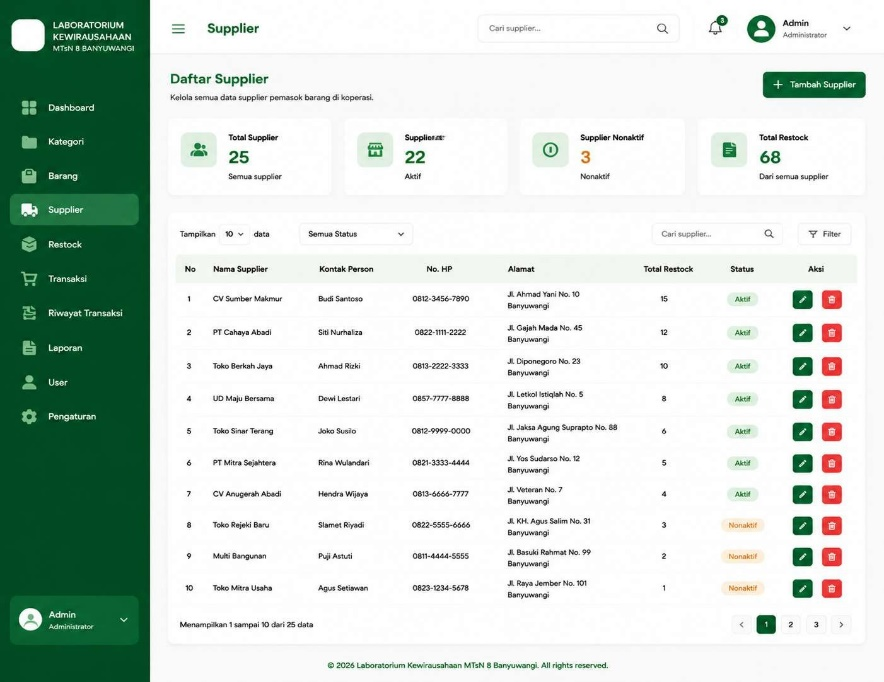 LABORATORIUM
KEWIRAUSAHAAN
MTsN 8 BANYUWANGI
Dashboard
Kategori
Barang
Supplier
Restock
Transaksi
Riwayat Transaksi
Laporan
User
Pengaturan
Admin
Administrator
Supplier
Cari supplier...
3
Admin
Administrator
Daftar Supplier
Kelola semua data supplier pemasok barang di koperasi.
+ Tambah Supplier
Total Supplier
25
Semua supplier
Supplier
22
Aktif
Supplier Nonaktif
3
Nonaktif
Total Restock
68
Dari semua supplier
Tampilkan 10 data
Semua Status
Cari supplier...
Filter
No Nama Supplier Kontak Person No. HP Alamat Total Restock Status Aksi
1 CV Sumber Makmur Budi Santoso 0812-3456-7890 Jl. Ahmad Yani No. 10 15 Aktif
Banyuwangi
2 PT Cahaya Abadi Siti Nurhaliza 0822-1111-2222 Jl. Gajah Mada No. 45 12 Aktif
Banyuwangi
3 Toko Berkah Jaya Ahmad Rizki 0813-2222-3333 Jl. Diponegoro No. 23 10 Aktif
Banyuwangi
4 UD Maju Bersama Dewi Lestari 0857-7777-8888 Jl. Letkol Istiqlah No. 5 8 Aktif
Banyuwangi
5 Toko Sinar Terang Joko Susilo 0812-9999-0000 Jl. Jaksa Agung Suprapto No. 88 6 Aktif
Banyuwangi
6 PT Mitra Sejahtera Rina Wulandari 0821-3333-4444 Jl. Yos Sudarso No. 12 5 Aktif
Banyuwangi
7 CV Anugerah Abadi Hendra Wijaya 0813-6666-7777 Jl. Veteran No. 7 4 Aktif
Banyuwangi
8 Toko Rejeki Baru Slamet Riyadi 0822-5555-6666 Jl. KH. Agus Salim No. 31 3 Nonaktif
Banyuwangi
9 Multi Bangunan Puji Astuti 0811-4444-5555 Jl. Basuki Rahmat No. 99 2 Nonaktif
Banyuwangi
10 Toko Mitra Usaha Agus Setiawan 0823-1234-5678 Jl. Raya Jember No. 101 1 Nonaktif
Banyuwangi
Menampilkan 1 sampai 10 dari 25 data
< 1 2 3 >
© 2026 Laboratorium Kewirausahaan MTsN 8 Banyuwangi. All rights reserved.